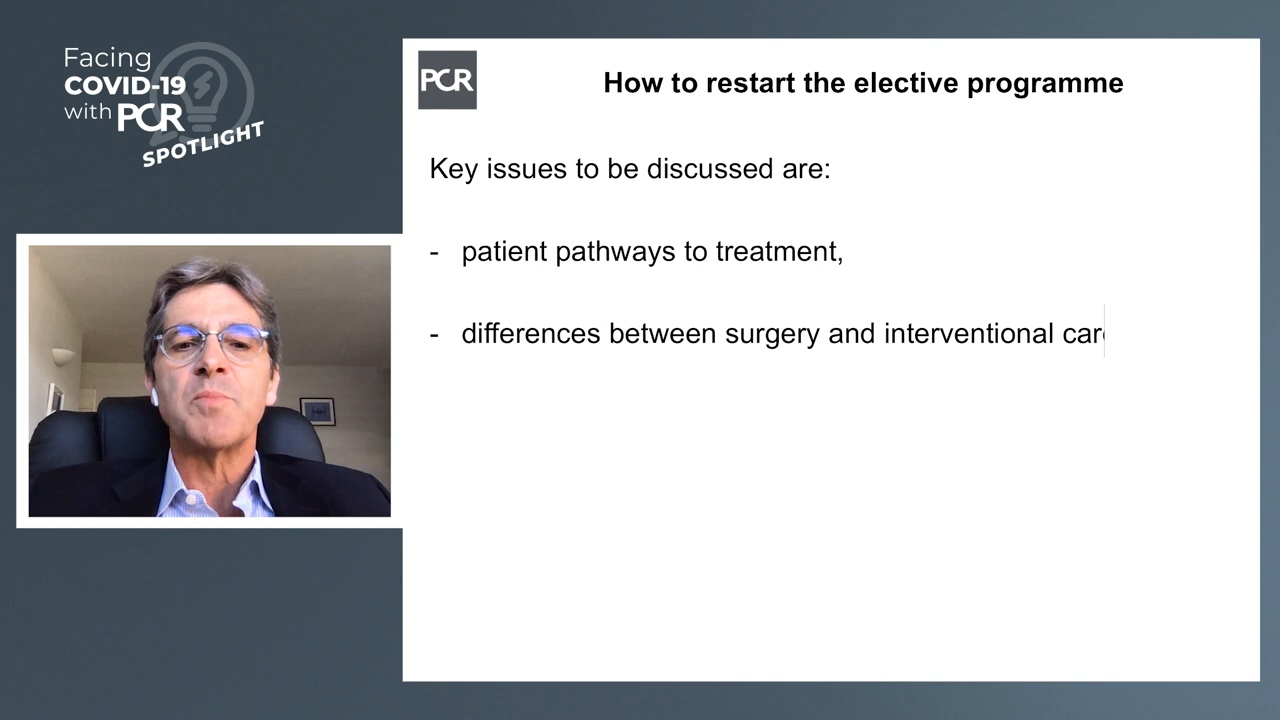 Facing
COVID-19
with PCR
SPOTLIGHT
PCR
How to restart the elective programme
Key issues to be discussed are:
- patient pathways to treatment,
- differences between surgery and interventional